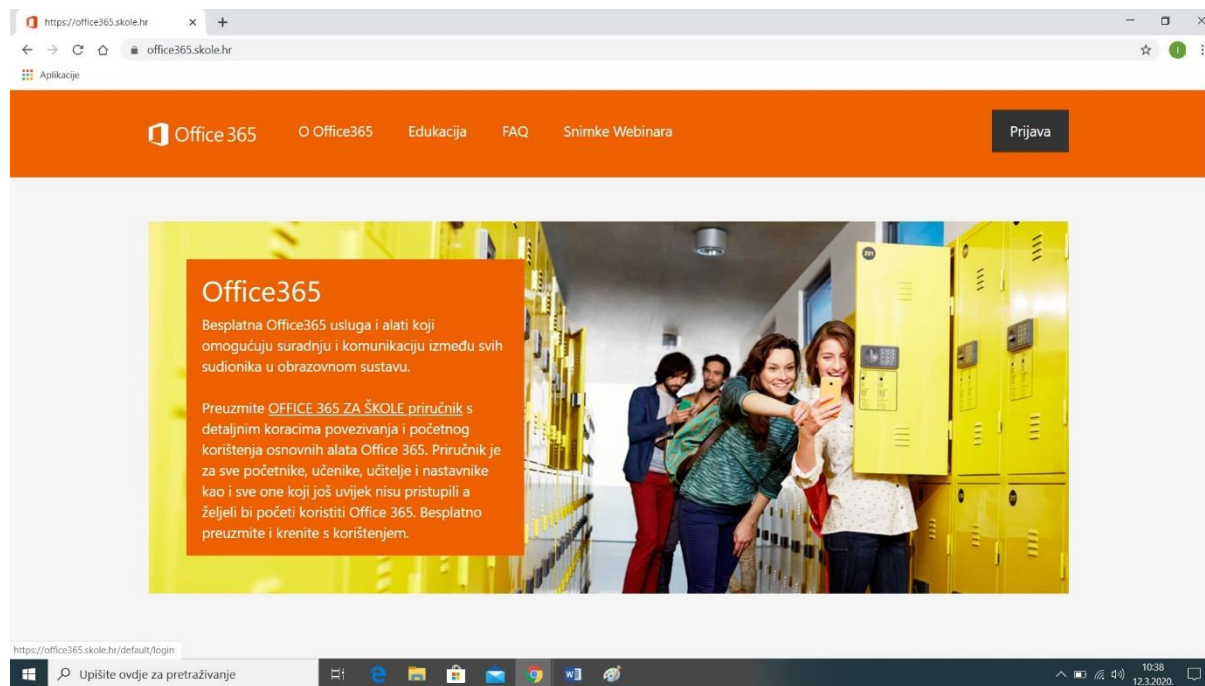 https://office365.skole.hr
office365.skole.hr
Aplikacije
Office 365 O Office365 Edukacija FAQ Snimke Webinara Prijava
Office365
Besplatna Office365 usluga i alati koji
omogućuju suradnju i komunikaciju između svih
sudionika u obrazovnom sustavu.
Preuzmite OFFICE 365 ZA ŠKOLE priručnik s
detaljnim koracima povezivanja i početnog
korištenja osnovnih alata Office 365. Priručnik je
za sve početnike, učenike, učitelje i nastavnike
kao i sve one koji još uvijek nisu pristupili a
željeli bi početi koristiti Office 365. Besplatno
preuzmite i krenite s korištenjem.
201
https://office365.skole.hr/default/login
Upišite ovdje za pretraživanje
10:38
12.3.2020.